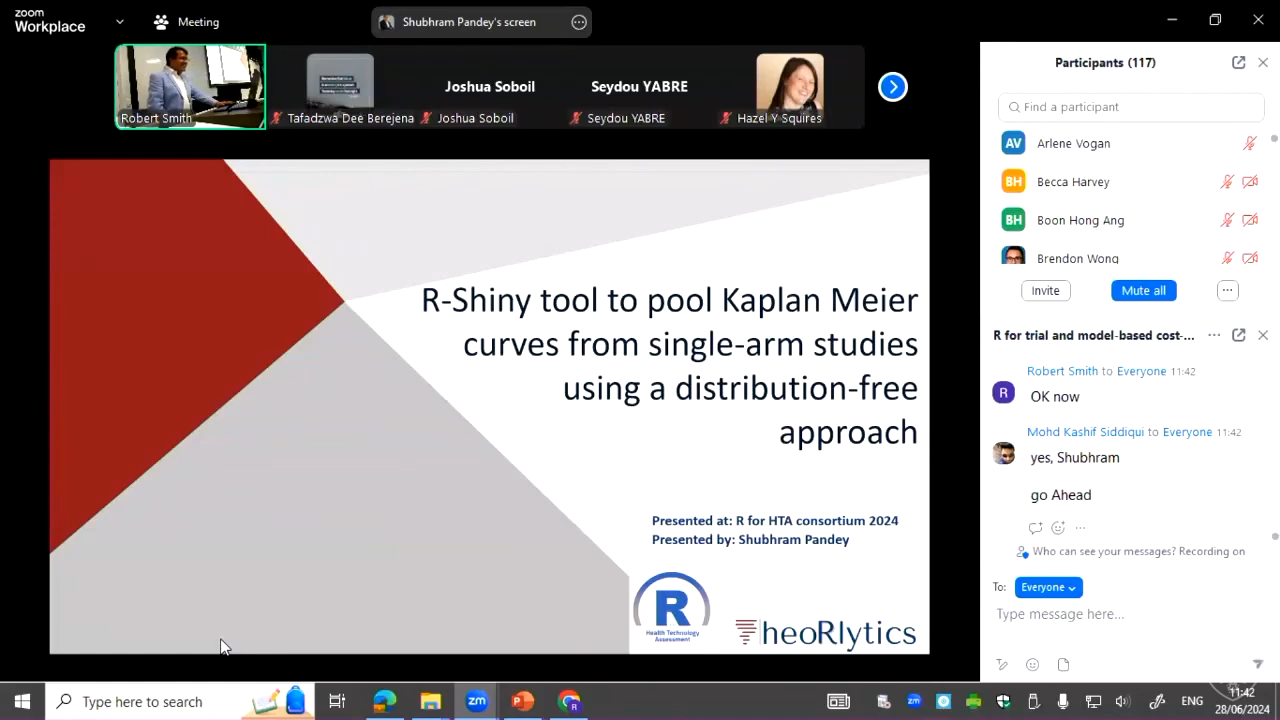 zoom
Workplace
Meeting
Shubhram Pandey's screen
Robert Smith
Tafadzwa Dee Berejena
Joshua Soboil
Joshua Soboil
Seydou YABRE
Seydou YABRE
Hazel Y Squires
R-Shiny tool to pool Kaplan Meier
curves from single-arm studies
using a distribution-free
approach
Presented at: R for HTA consortium 2024
Presented by: Shubhram Pandey
R
Health Technology
Assessment
TheoRlytics
Participants (117)
Find a participant
AV Arlene Vogan
BH Becca Harvey
BH Boon Hong Ang
Brendon Wong
Invite
Mute all
R for trial and model-based cost-...
Robert Smith to Everyone 11:42
R
OK now
Mohd Kashif Siddiqui to Everyone 11:42
yes, Shubhram
go Ahead
Who can see your messages? Recording on
To: Everyone
Type message here...
Type here to search
zm
ENG
11:42
28/06/2024